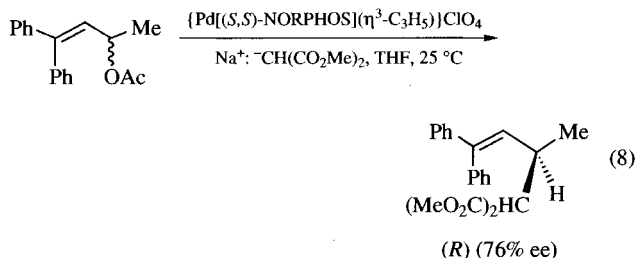 {Pd[(S,S)-NORPHOS](η³-C₃H₅)}ClO₄
Na⁺: ⁻CH(CO₂Me)₂, THF, 25 °C
Ph
Me
Ph
OAc
Ph
Me
Ph
H
(MeO₂C)₂HC
(8)
(R) (76% ee)